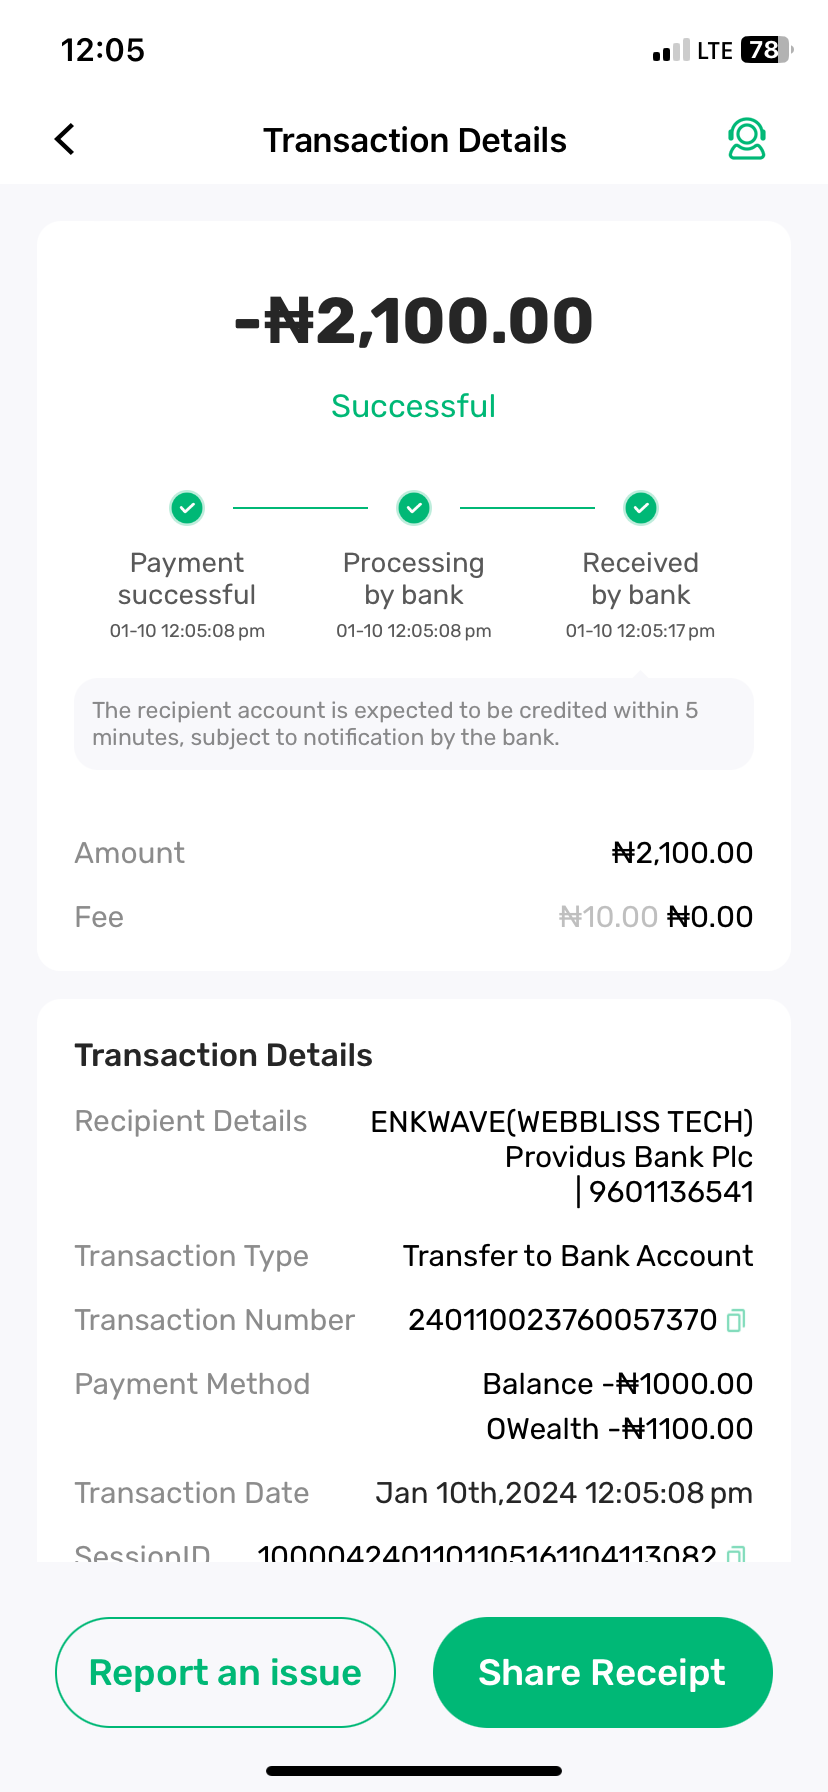 12:05
LTE 78
Transaction Details
-₦2,100.00
Successful
Payment successful
01-10 12:05:08 pm
Processing by bank
01-10 12:05:08 pm
Received by bank
01-10 12:05:17 pm
The recipient account is expected to be credited within 5
minutes, subject to notification by the bank.
Amount ₦2,100.00
Fee ₦10.00 ₦0.00
Transaction Details
Recipient Details ENKWAVE(WEBBLISS TECH)
Providus Bank Plc
| 9601136541
Transaction Type Transfer to Bank Account
Transaction Number 240110023760057370
Payment Method Balance -₦1000.00
OWealth -₦1100.00
Transaction Date Jan 10th,2024 12:05:08 pm
SessionID 100004240110110516110411​3082
Report an issue
Share Receipt